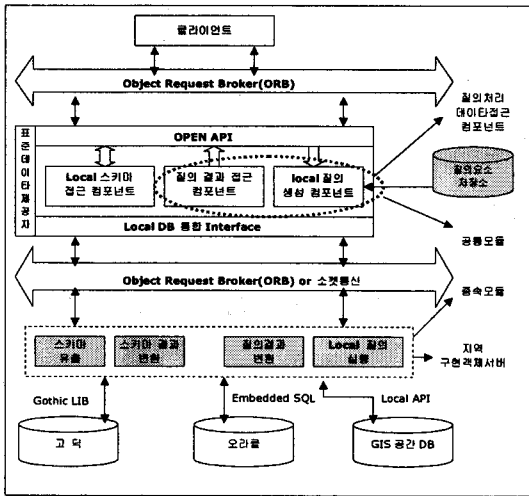 클라이언트
Object Request Broker(ORB)
질의처리
데이타접근
컴포넌트
표준데이타제공자
OPEN API
Local 스키마
접근 컴포넌트
질의 결과 접근
컴포넌트
local 질의
생성 컴포넌트
질의요소
저장소
Local DB 통합 Interface
공통모듈
Object Request Broker(ORB) or 소켓통신
종속모듈
스키마
추출
스키마 결과
변환
질의결과
변환
Local 질의
실행
지역
구현객체서버
Gothic LIB
Embedded SQL
Local API
고 딕
오라클
GIS 공간 DB